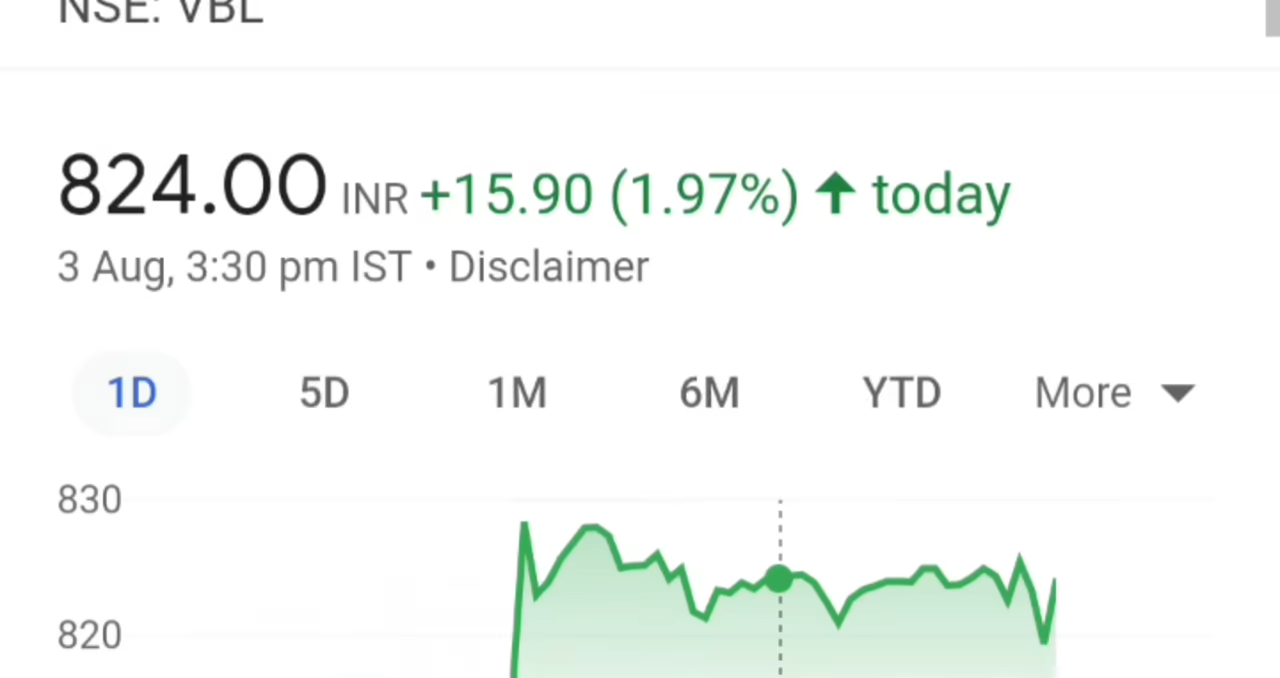 NSE: VBL
824.00 INR +15.90 (1.97%) ↑ today
3 Aug, 3:30 pm IST • Disclaimer
1D 5D 1M 6M YTD More
830
820